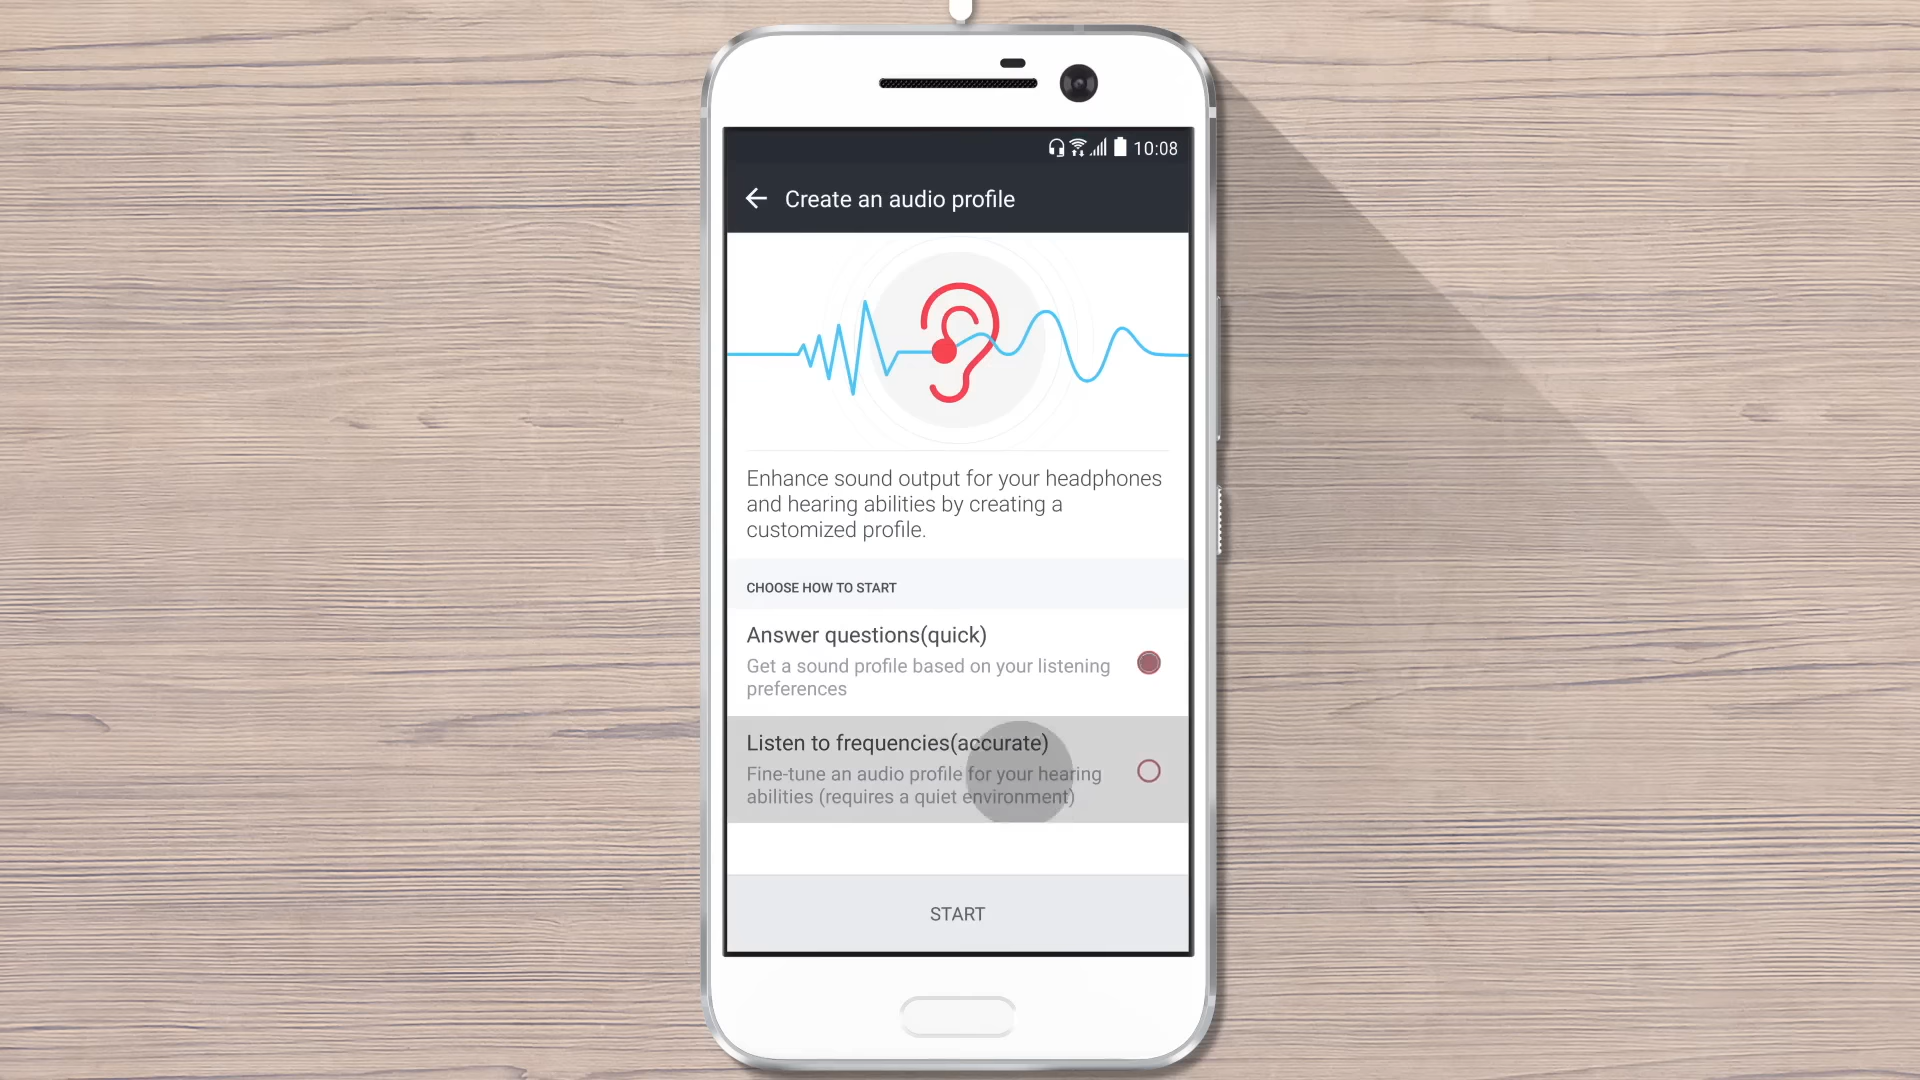 10:08
Create an audio profile
Enhance sound output for your headphones
and hearing abilities by creating a
customized profile.
CHOOSE HOW TO START
Answer questions(quick)
Get a sound profile based on your listening
preferences
Listen to frequencies(accurate)
Fine-tune an audio profile for your hearing
abilities (requires a quiet environment)
START